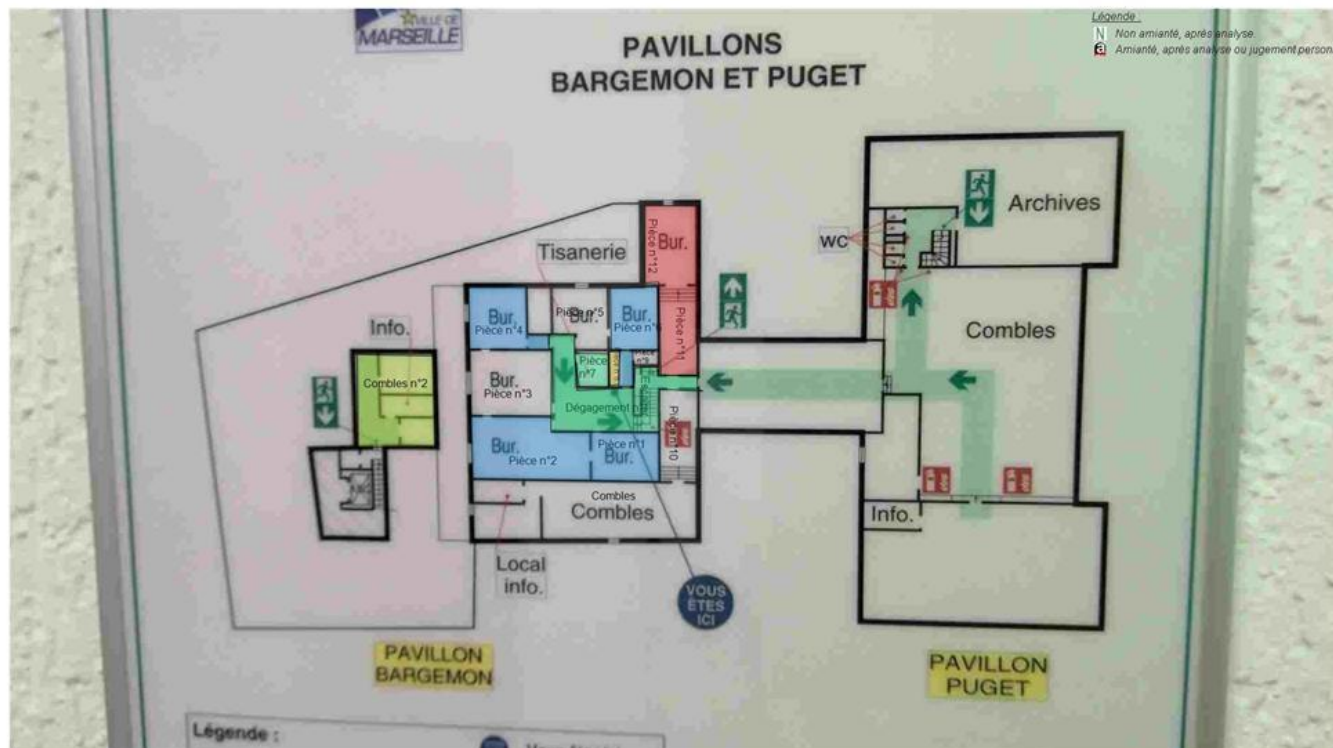 VILLE DE
MARSEILLE
PAVILLONS
BARGEMON ET PUGET
Légende :
N Non amianté, après analyse.
a Amianté, après analyse ou jugement person
Archives
WC
Tisanerie
Bur.
Pièce n°12
Info.
Bur.
Pièce n°4
Pièce n°5
Bur.
Bur.
Pièce n°6
Pièce n°11
Combles
Combles n°2
Bur.
Pièce n°3
Pièce
n°7
Dégagement
Bur.
Pièce n°2
Pièce n°1
Bur.
Pièce n°10
Combles
Combles
Info.
Local
info.
VOUS
ÊTES
ICI
PAVILLON
BARGEMON
PAVILLON
PUGET
Légende :